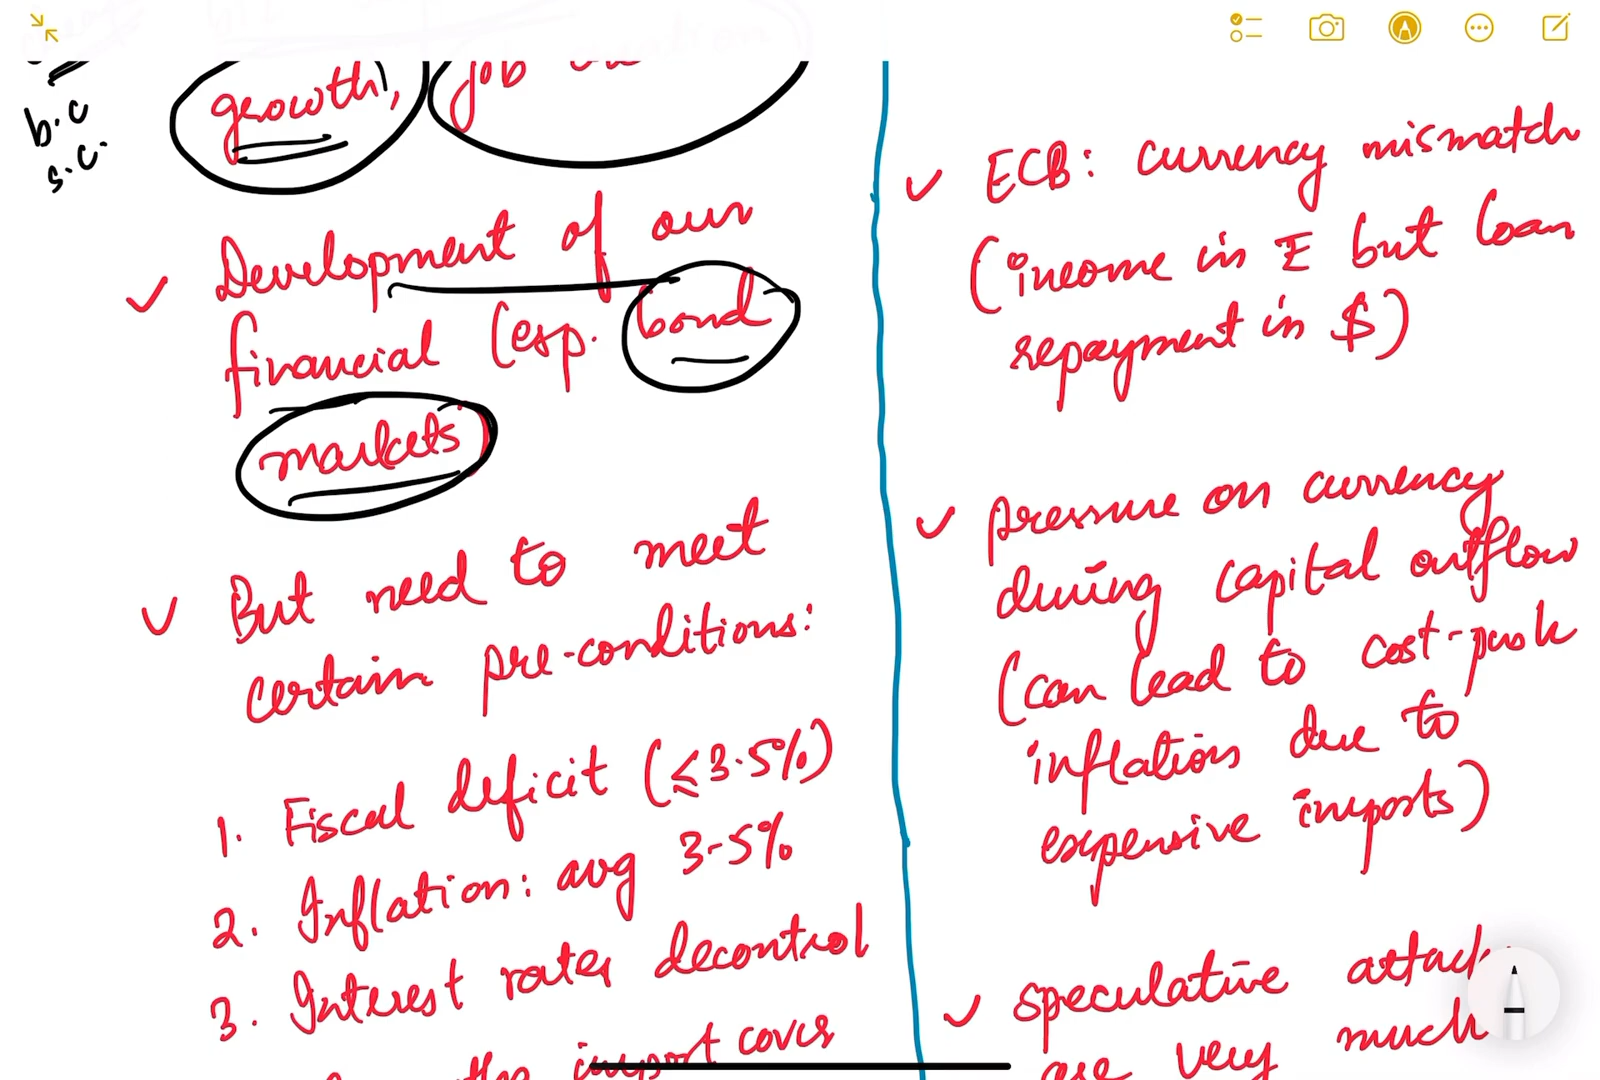 b.c
s.c.
growth, job
✓ Development of our
financial (esp. bond
markets)
✓ But need to meet
certain pre-conditions:
1. Fiscal deficit (≤3.5%)
2. Inflation: avg 3-5%
3. Interest rates decontrol
import cover
✓ ECB: currency mismatch
(income in ₹ but loan
repayment in $)
✓ pressure on currency
during capital outflow
(can lead to cost-push
inflation due to
expensive imports)
✓ speculative attack
are very much